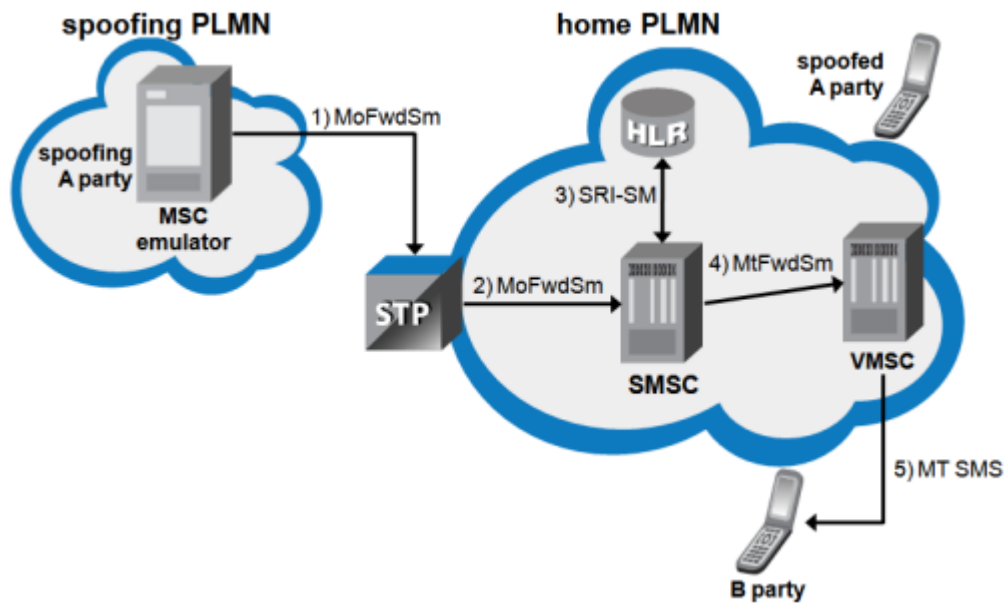 spoofing PLMN
home PLMN
spoofed
A party
1) MoFwdSm
HLR
spoofing
A party
3) SRI-SM
MSC
emulator
4) MtFwdSm
2) MoFwdSm
STP
SMSC
VMSC
5) MT SMS
B party